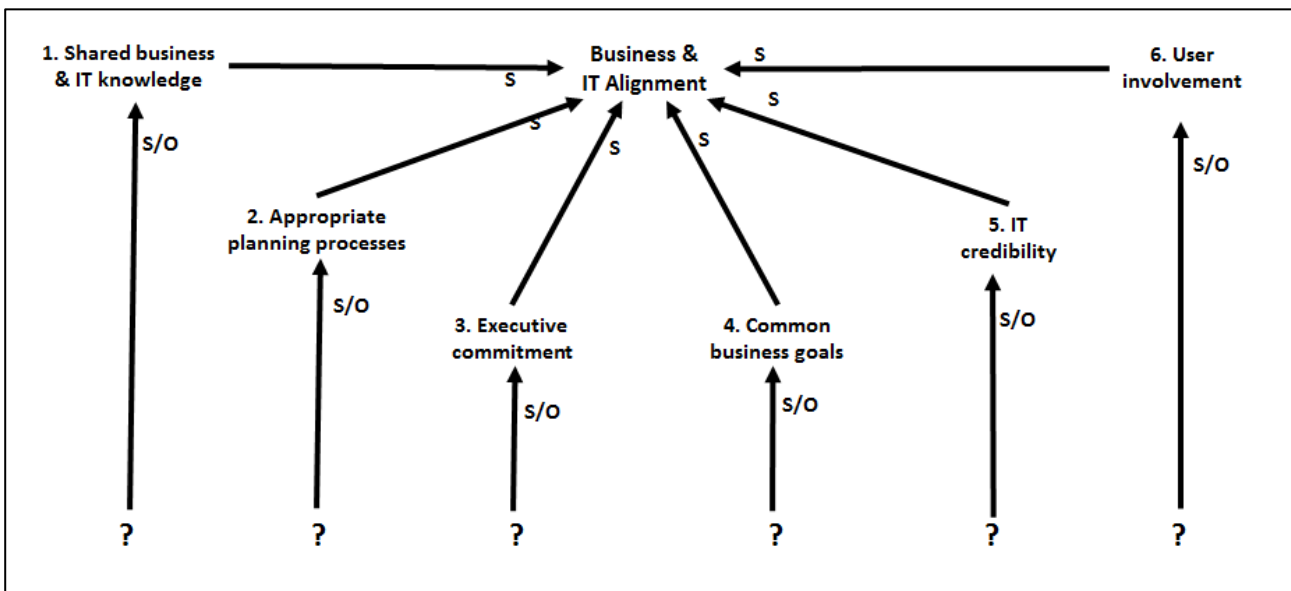 1. Shared business
& IT knowledge
Business &
IT Alignment
6. User
involvement
S
S
S
S
S
S
S/O
S/O
2. Appropriate
planning processes
5. IT
credibility
S/O
3. Executive
commitment
4. Common
business goals
S/O
S/O
S/O
?
?
?
?
?
?